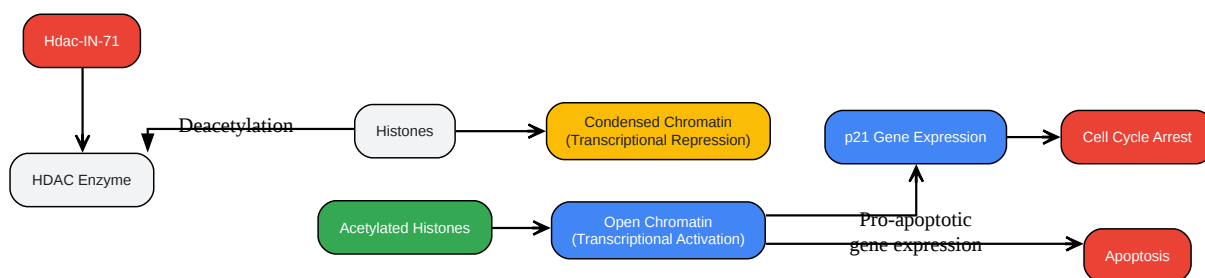 Hdac-IN-71
HDAC Enzyme
Deacetylation
Histones
Condensed Chromatin
(Transcriptional Repression)
Acetylated Histones
Open Chromatin
(Transcriptional Activation)
p21 Gene Expression
Cell Cycle Arrest
Pro-apoptotic
gene expression
Apoptosis